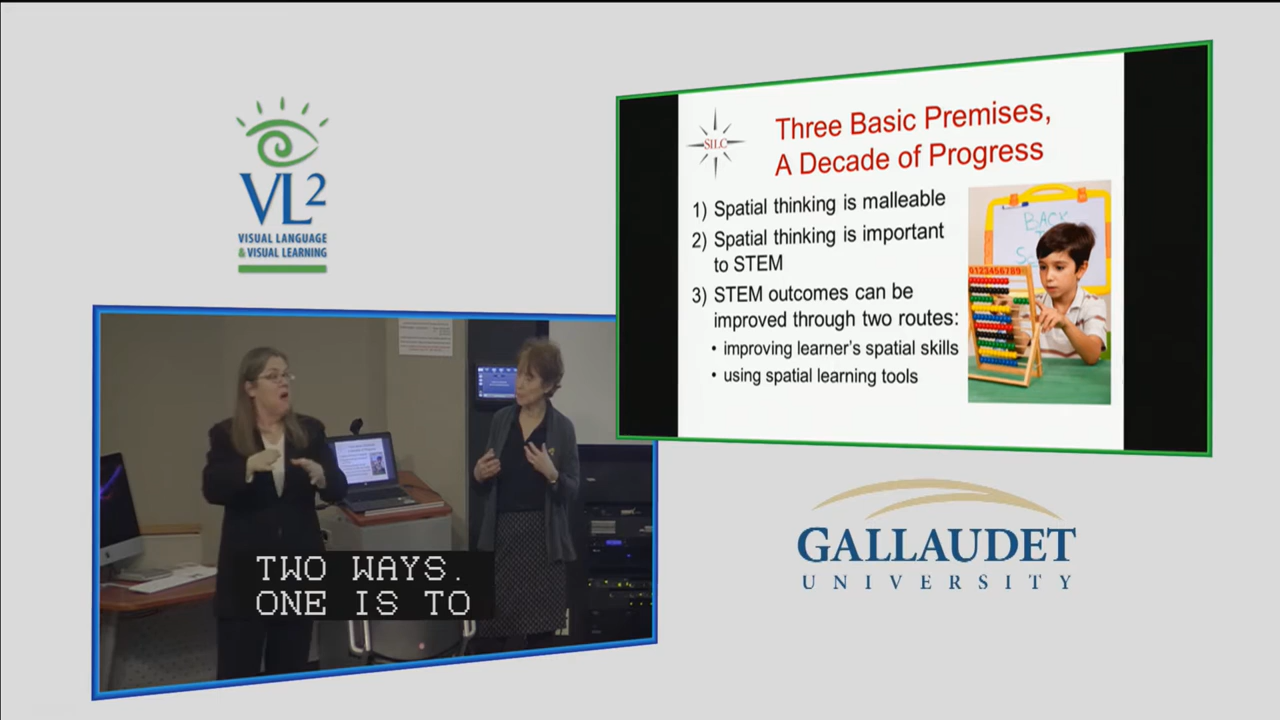 VL2
VISUAL LANGUAGE
& VISUAL LEARNING
SILC
Three Basic Premises,
A Decade of Progress
1) Spatial thinking is malleable
2) Spatial thinking is important
to STEM
3) STEM outcomes can be
improved through two routes:
• improving learner's spatial skills
• using spatial learning tools
BACK
0123456789
TWO WAYS.
ONE IS TO
GALLAUDET
UNIVERSITY